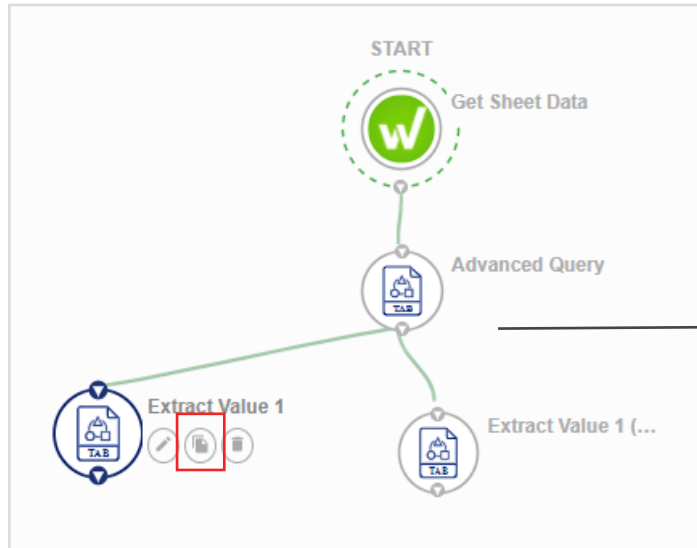 START
Get Sheet Data
Advanced Query
TAB
Extract Value 1
TAB
Extract Value 1 (...
TAB